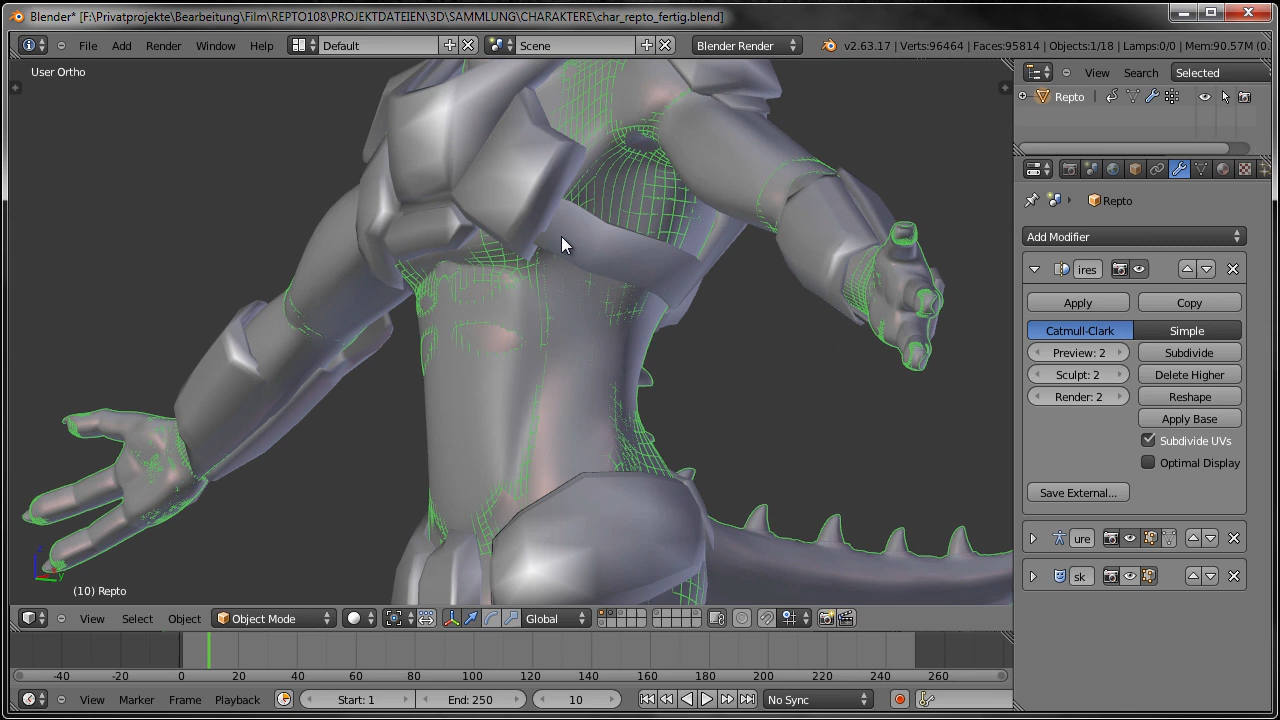 Blender* [F:\Privatprojekte\Bearbeitung\Film\REPTO108\PROJEKTDATEIEN\3D\SAMMLUNG\CHARAKTERE\char_repto_fertig.blend]
File Add Render Window Help Default Scene Blender Render v2.63.17 | Verts:96464 | Faces:95814 | Objects:1/18 | Lamps:0/0 | Mem:90.57M (0.
User Ortho
View Search Selected
Repto
Repto
Add Modifier
ires
Apply Copy
Catmull-Clark Simple
Preview: 2 Subdivide
Sculpt: 2 Delete Higher
Render: 2 Reshape
Apply Base
Subdivide UVs
Optimal Display
Save External...
ure
sk
y
(10) Repto
View Select Object Object Mode Global
-40 -20 0 20 40 60 80 100 120 140 160 180 200 220 240 260
View Marker Frame Playback Start: 1 End: 250 10 No Sync